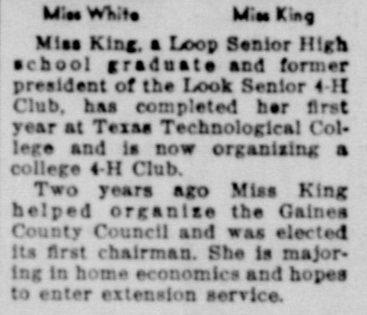 Miss White Miss King
Miss King, a Loop Senior High
school graduate and former
president of the Look Senior 4-H
Club, has completed her first
year at Texas Technological Col-
lege and is now organizing a
college 4-H Club.
Two years ago Miss King
helped organize the Gaines
County Council and was elected
its first chairman. She is major-
ing in home economics and hopes
to enter extension service.